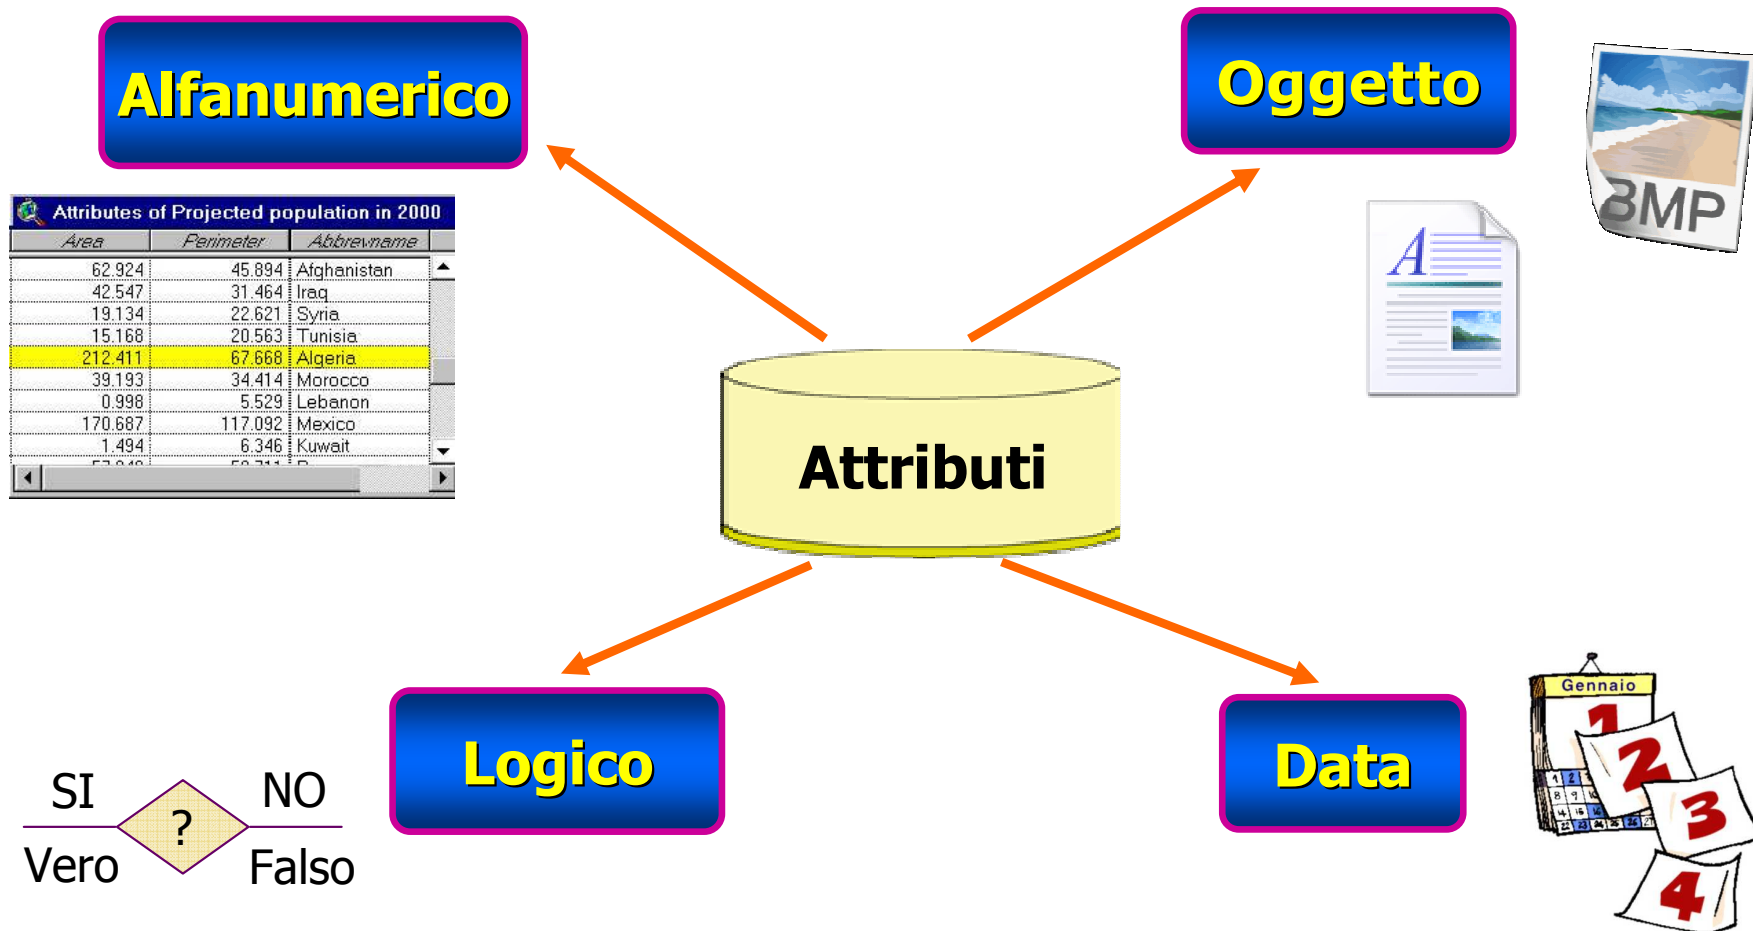 Alfanumerico
Oggetto
BMP
A
Attributes of Projected population in 2000
Area Perimeter Abbrevname
62.924 45.894 Afghanistan
42.547 31.464 Iraq
19.134 22.621 Syria
15.168 20.563 Tunisia
212.411 67.668 Algeria
39.193 34.414 Morocco
0.998 5.529 Lebanon
170.687 117.092 Mexico
1.494 6.346 Kuwait
Attributi
Logico
Data
SI NO
?
Vero Falso
Gennaio
1
2
3
4